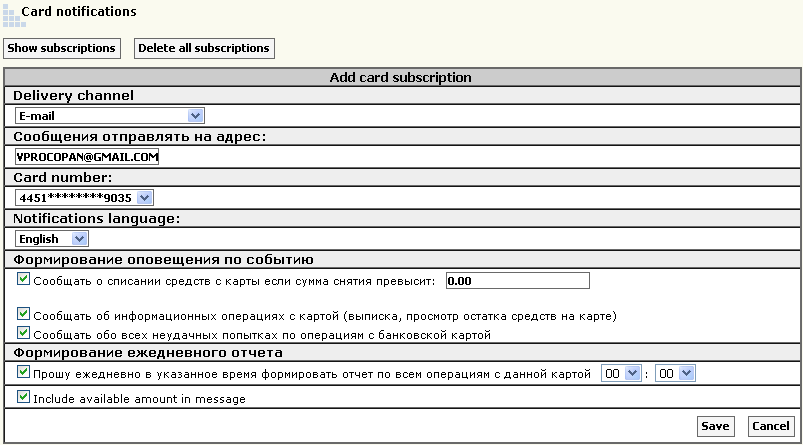 Card notifications
Show subscriptions Delete all subscriptions
Add card subscription
Delivery channel
E-mail
Сообщения отправлять на адрес:
VPROCOPAN@GMAIL.COM
Card number:
4451********9035
Notifications language:
English
Формирование оповещения по событию
Сообщать о списании средств с карты если сумма снятия превысит: 0.00
Сообщать об информационных операциях с картой (выписка, просмотр остатка средств на карте)
Сообщать обо всех неудачных попытках по операциям с банковской картой
Формирование ежедневного отчета
Прошу ежедневно в указанное время формировать отчет по всем операциям с данной картой 00 : 00
Include available amount in message
Save Cancel